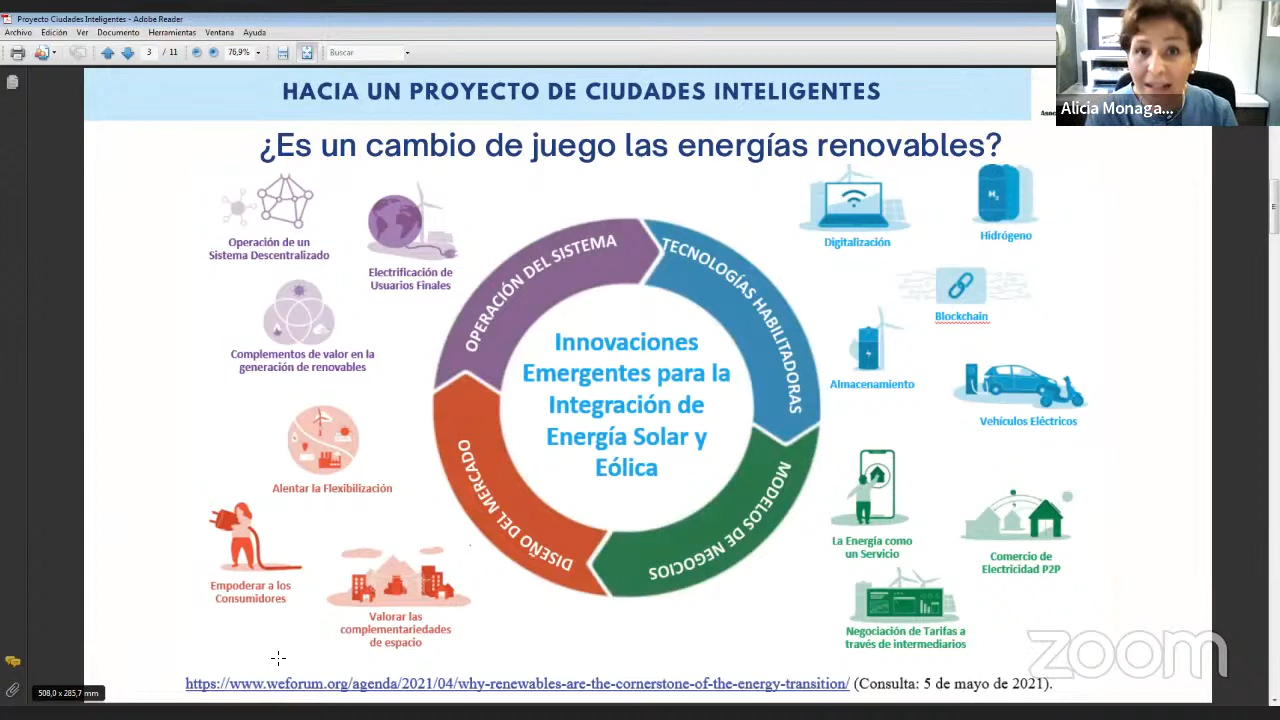 Proyecto Ciudades Inteligentes - Adobe Reader
Archivo Edición Ver Documento Herramientas Ventana Ayuda
3 / 11 76,9% Buscar
HACIA UN PROYECTO DE CIUDADES INTELIGENTES
Alicia Monaga...
¿Es un cambio de juego las energías renovables?
Operación de un
Sistema Descentralizado
Electrificación de
Usuarios Finales
Complementos de valor en la
generación de renovables
OPERACIÓN DEL SISTEMA
TECNOLOGÍAS HABILITADORAS
Digitalización
H2
Hidrógeno
Blockchain
Almacenamiento
Vehículos Eléctricos
Innovaciones
Emergentes para la
Integración de
Energía Solar y
Eólica
DISEÑO DEL MERCADO
MODELOS DE NEGOCIOS
Alentar la Flexibilización
Empoderar a los
Consumidores
Valorar las
complementariedades
de espacio
La Energía como
un Servicio
Comercio de
Electricidad P2P
Negociación de Tarifas a
través de intermediarios
zoom
https://www.weforum.org/agenda/2021/04/why-renewables-are-the-cornerstone-of-the-energy-transition/ (Consulta: 5 de mayo de 2021).
508,0 x 285,7 mm